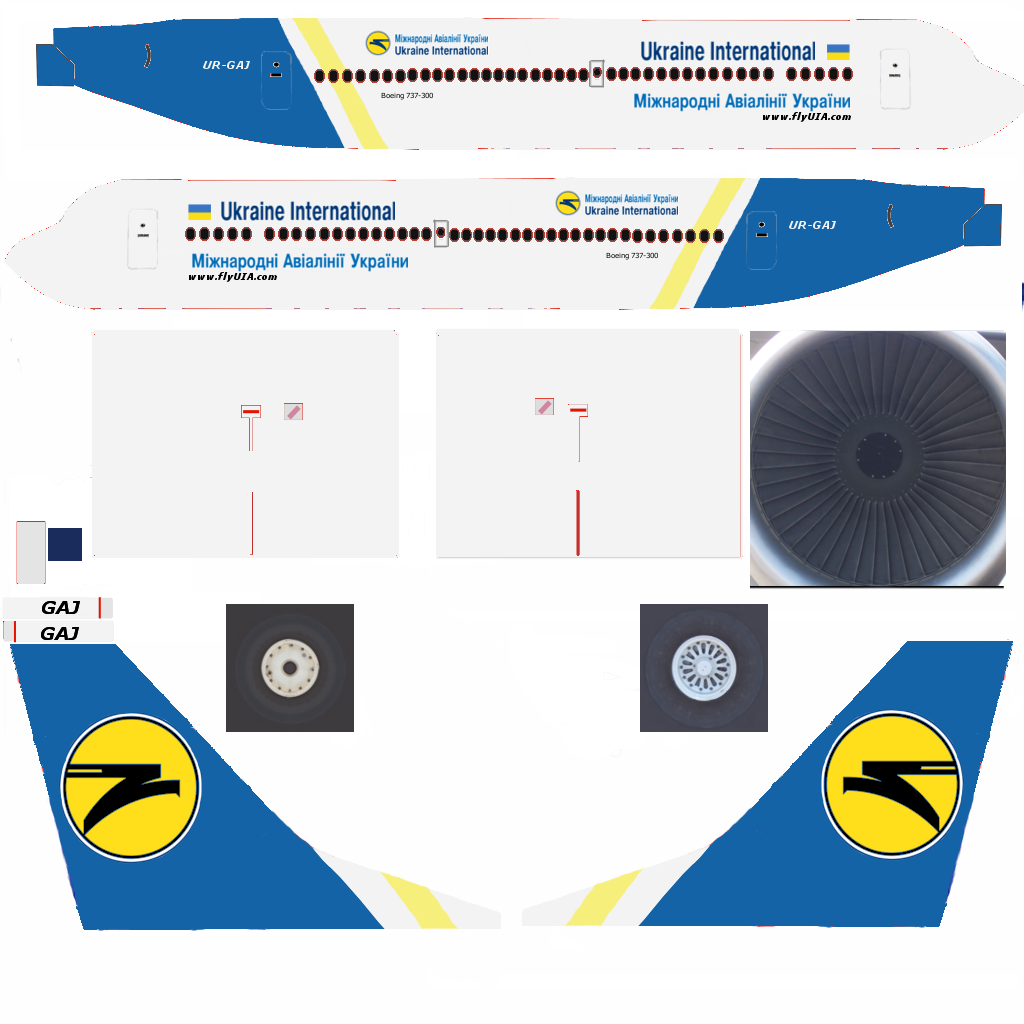 Міжнародні Авіалінії України
Ukraine International
Ukraine International
UR-GAJ
Boeing 737-300
Міжнародні Авіалінії України
www.flyUIA.com
Ukraine International
Міжнародні Авіалінії України
Ukraine International
UR-GAJ
Boeing 737-300
Міжнародні Авіалінії України
www.flyUIA.com
GAJ
GAJ